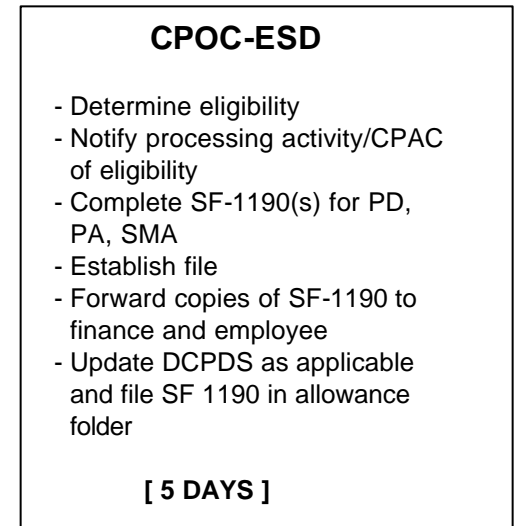 CPOC-ESD
- Determine eligibility
- Notify processing activity/CPAC
of eligibility
- Complete SF-1190(s) for PD,
PA, SMA
- Establish file
- Forward copies of SF-1190 to
finance and employee
- Update DCPDS as applicable
and file SF 1190 in allowance
folder
[ 5 DAYS ]